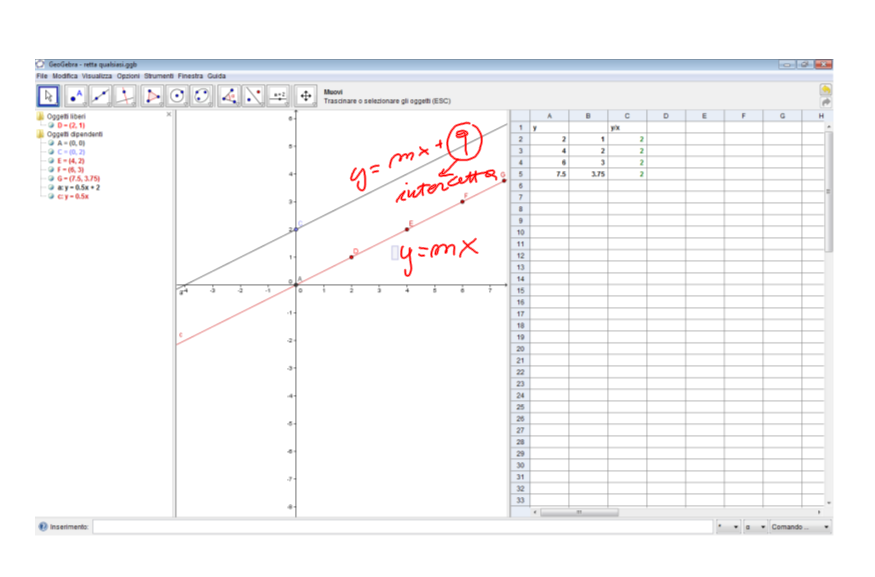 GeoGebra - retta qualsiasi.ggb
File Modifica Visualizza Opzioni Strumenti Finestra Guida
A
a=2
Muovi
Trascinare o selezionare gli oggetti (ESC)
Oggetti liberi
D = (2, 1)
Oggetti dipendenti
A = (0, 0)
C = (0, 2)
E = (4, 2)
F = (6, 3)
G = (7.5, 3.75)
a: y = 0.5x + 2
c: y = 0.5x
y = mx + q
intercetta
y = mx
6
5
4
3
2
1
0
-1
-2
-3
-4
-5
-6
-7
-8
-4 -3 -2 -1 0 1 2 3 4 5 6 7
a
c
A
C
D
E
F
G
A B C D E F G H
1 y y/x
2 2 1 2
3 4 2 2
4 6 3 2
5 7.5 3.75 2
6
7
8
9
10
11
12
13
14
15
16
17
18
19
20
21
22
23
24
25
26
27
28
29
30
31
32
33
Inserimento:
Comando ...